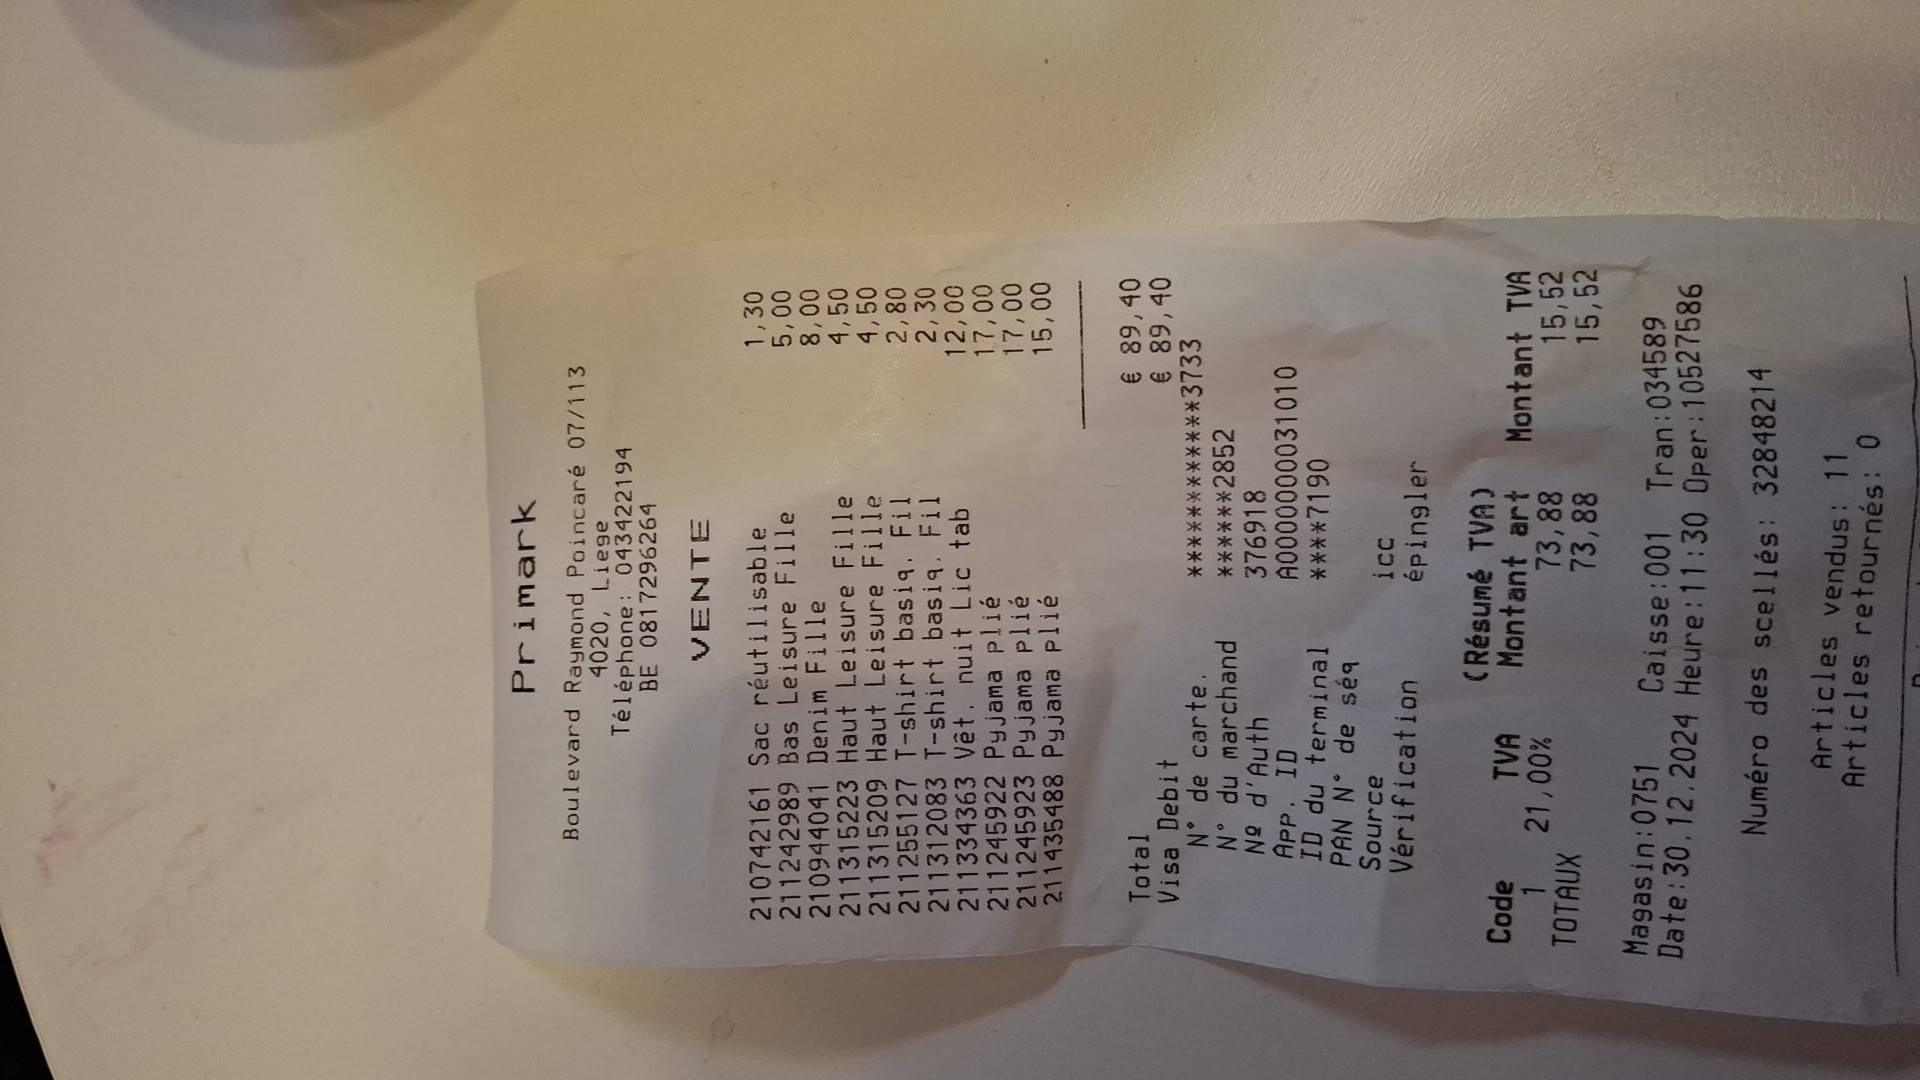 Primark
Boulevard Raymond Poincaré 07/113
4020, Liege
Téléphone: 043422194
BE 0817296264
VENTE
210742161 Sac réutilisable 1,30
211242989 Bas Leisure Fille 5,00
210944041 Denim Fille 8,00
211315223 Haut Leisure Fille 4,50
211315209 Haut Leisure Fille 4,50
211255127 T-shirt basiq. Fil 2,80
211312083 T-shirt basiq. Fil 2,30
211334363 Vêt. nuit Lic tab 12,00
211245922 Pyjama plié 17,00
211245923 Pyjama plié 17,00
211435488 Pyjama plié 15,00
Total € 89,40
Visa Debit € 89,40
N° de carte. ************3733
N° du marchand ******2852
Nº d'Auth 376918
App. ID A0000000031010
ID du terminal ****7190
PAN N° de séq
Source icc
Vérification épingler
(Résumé TVA)
Code TVA Montant art Montant TVA
1 21,00% 73,88 15,52
TOTAUX 73,88 15,52
Magasin:0751 Caisse:001 Tran:034589
Date:30.12.2024 Heure:11:30 Oper:10527586
Numéro des scellés: 32848214
Articles vendus: 11
Articles retournés: 0